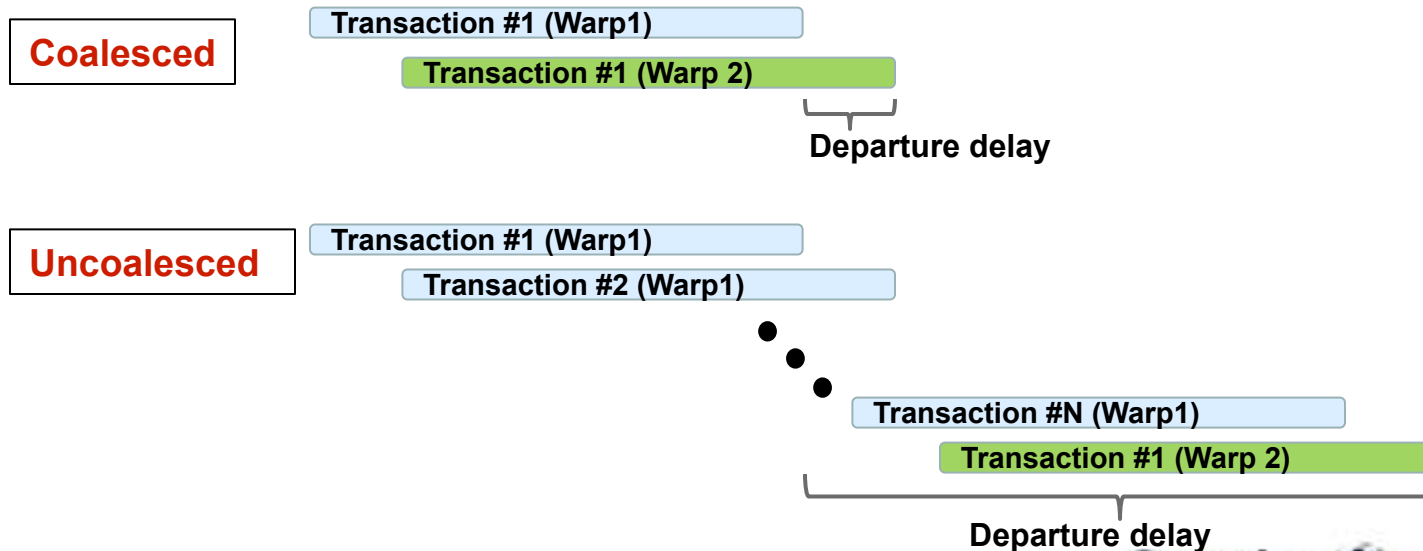 Coalesced
Transaction #1 (Warp1)
Transaction #1 (Warp 2)
Departure delay
Uncoalesced
Transaction #1 (Warp1)
Transaction #2 (Warp1)
Transaction #N (Warp1)
Transaction #1 (Warp 2)
Departure delay